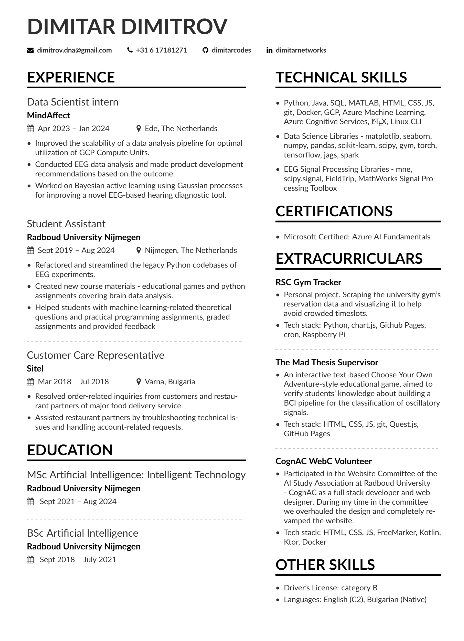 DIMITAR DIMITROV
dimitrov.dna@gmail.com +31 6 17181271 dimitarcodes dimitarnetworks
EXPERIENCE
Data Scientist intern
MindAffect
Apr 2023 – Jan 2024 Ede, The Netherlands
• Improved the scalability of a data analysis pipeline for optimal
utilization of GCP Compute Units.
• Conducted EEG data analysis and made product development
recommendations based on the outcome
• Worked on Bayesian active learning using Gaussian processes
for improving a novel EEG-based hearing diagnostic tool.
Student Assistant
Radboud University Nijmegen
Sept 2019 – Aug 2024 Nijmegen, The Netherlands
• Refactored and streamlined the legacy Python codebases of
EEG experiments.
• Created new course materials - educational games and python
assignments covering brain data analysis.
• Helped students with machine learning-related theoretical
questions and practical programming assignments, graded
assignments and provided feedback
Customer Care Representative
Sitel
Mar 2018 – Jul 2018 Varna, Bulgaria
• Resolved order-related inquiries from customers and restau-
rant partners of major food delivery service.
• Assisted restaurant partners by troubleshooting technical is-
sues and handling account-related requests.
EDUCATION
MSc Artificial Intelligence: Intelligent Technology
Radboud University Nijmegen
Sept 2021 – Aug 2024
BSc Artificial Intelligence
Radboud University Nijmegen
Sept 2018 – July 2021
TECHNICAL SKILLS
• Python, Java, SQL, MATLAB, HTML, CSS, JS,
git, Docker, GCP, Azure Machine Learning,
Azure Cognitive Services, LaTeX, Linux CLI
• Data Science Libraries - matplotlib, seaborn,
numpy, pandas, scikit-learn, scipy, gym, torch,
tensorflow, jags, spark
• EEG Signal Processing Libraries - mne,
scipy.signal, FieldTrip, MathWorks Signal Pro-
cessing Toolbox
CERTIFICATIONS
• Microsoft Certified: Azure AI Fundamentals
EXTRACURRICULARS
RSC Gym Tracker
• Personal project. Scraping the university gym's
reservation data and visualizing it to help
avoid crowded timeslots.
• Tech stack: Python, chart.js, Github Pages,
cron, Raspberry Pi
The Mad Thesis Supervisor
• An interactive text-based Choose Your Own
Adventure-style educational game, aimed to
verify students' knowledge about building a
BCI pipeline for the classification of oscillatory
signals.
• Tech stack: HTML, CSS, JS, git, Quest.js,
GitHub Pages
CognAC WebC Volunteer
• Participated in the Website Committee of the
AI Study Association at Radboud University
- CognAC as a full stack developer and web
designer. During my time in the committee
we overhauled the design and completely re-
vamped the website.
• Tech stack: HTML, CSS, JS, FreeMarker, Kotlin,
Ktor, Docker
OTHER SKILLS
• Driver's License: category B
• Languages: English (C2), Bulgarian (Native)